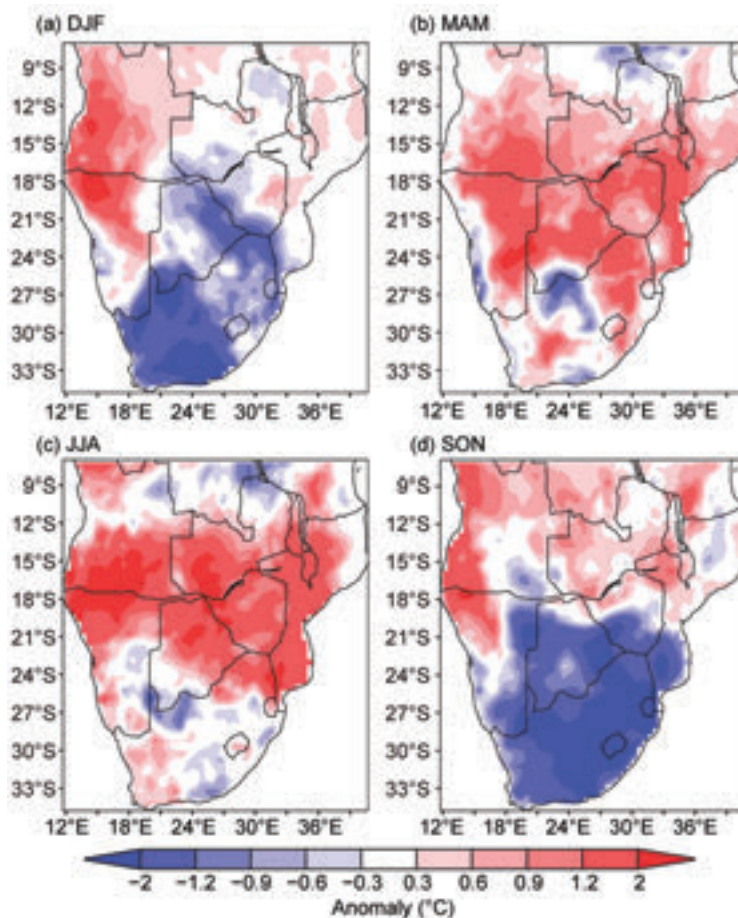 (a) DJF (b) MAM
9°S 9°S
12°S 12°S
15°S 15°S
18°S 18°S
21°S 21°S
24°S 24°S
27°S 27°S
30°S 30°S
33°S 33°S
12°E 18°E 24°E 30°E 36°E 12°E 18°E 24°E 30°E 36°E
(c) JJA (d) SON
9°S 9°S
12°S 12°S
15°S 15°S
18°S 18°S
21°S 21°S
24°S 24°S
27°S 27°S
30°S 30°S
33°S 33°S
12°E 18°E 24°E 30°E 36°E 12°E 18°E 24°E 30°E 36°E
−2 −1.2 −0.9 −0.6 −0.3 0.3 0.6 0.9 1.2 2
Anomaly (°C)